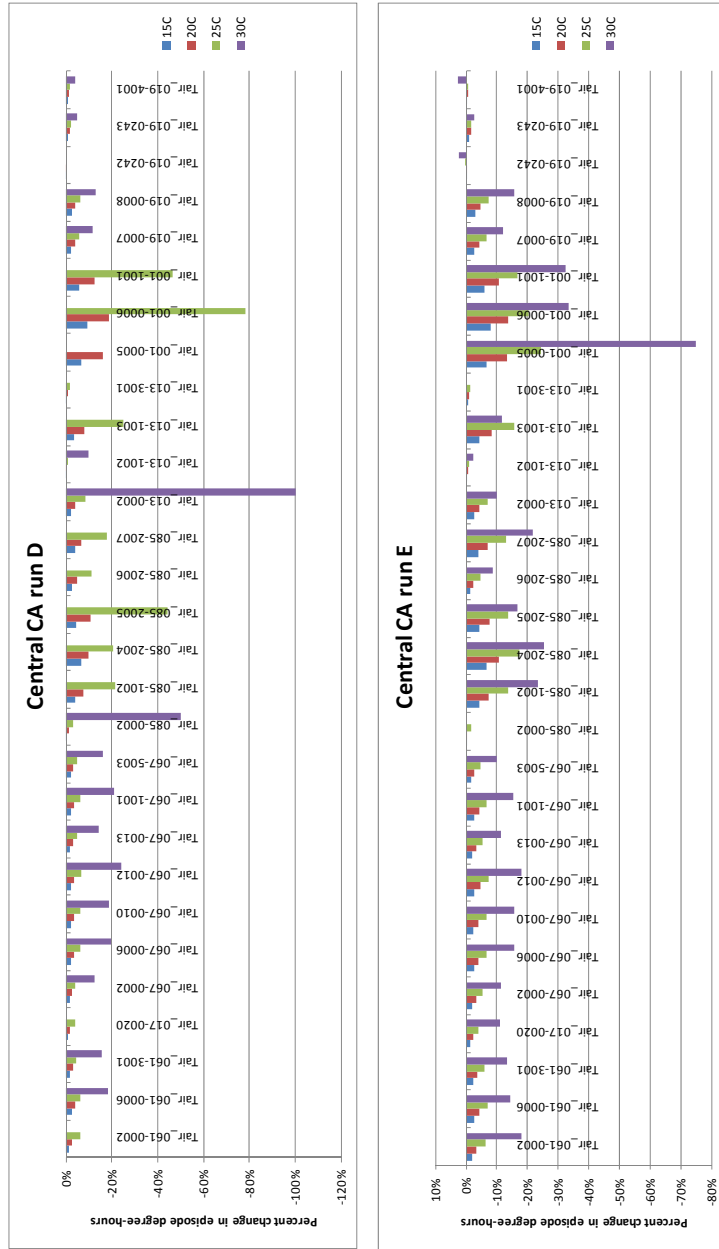 Central CA run D
Percent change in episode degree-hours
0%
-20%
-40%
-60%
-80%
-100%
-120%
Tair_061-0002
Tair_061-0006
Tair_061-3001
Tair_017-0020
Tair_067-0002
Tair_067-0006
Tair_067-0010
Tair_067-0012
Tair_067-0013
Tair_067-1001
Tair_067-5003
Tair_085-0002
Tair_085-1002
Tair_085-2004
Tair_085-2005
Tair_085-2006
Tair_085-2007
Tair_013-0002
Tair_013-1002
Tair_013-1003
Tair_013-3001
Tair_001-0005
Tair_001-0006
Tair_001-1001
Tair_019-0007
Tair_019-0008
Tair_019-0242
Tair_019-0243
Tair_019-4001
15C
20C
25C
30C
Central CA run E
Percent change in episode degree-hours
10%
0%
-10%
-20%
-30%
-40%
-50%
-60%
-70%
-80%
Tair_061-0002
Tair_061-0006
Tair_061-3001
Tair_017-0020
Tair_067-0002
Tair_067-0006
Tair_067-0010
Tair_067-0012
Tair_067-0013
Tair_067-1001
Tair_067-5003
Tair_085-0002
Tair_085-1002
Tair_085-2004
Tair_085-2005
Tair_085-2006
Tair_085-2007
Tair_013-0002
Tair_013-1002
Tair_013-1003
Tair_013-3001
Tair_001-0005
Tair_001-0006
Tair_001-1001
Tair_019-0007
Tair_019-0008
Tair_019-0242
Tair_019-0243
Tair_019-4001
15C
20C
25C
30C